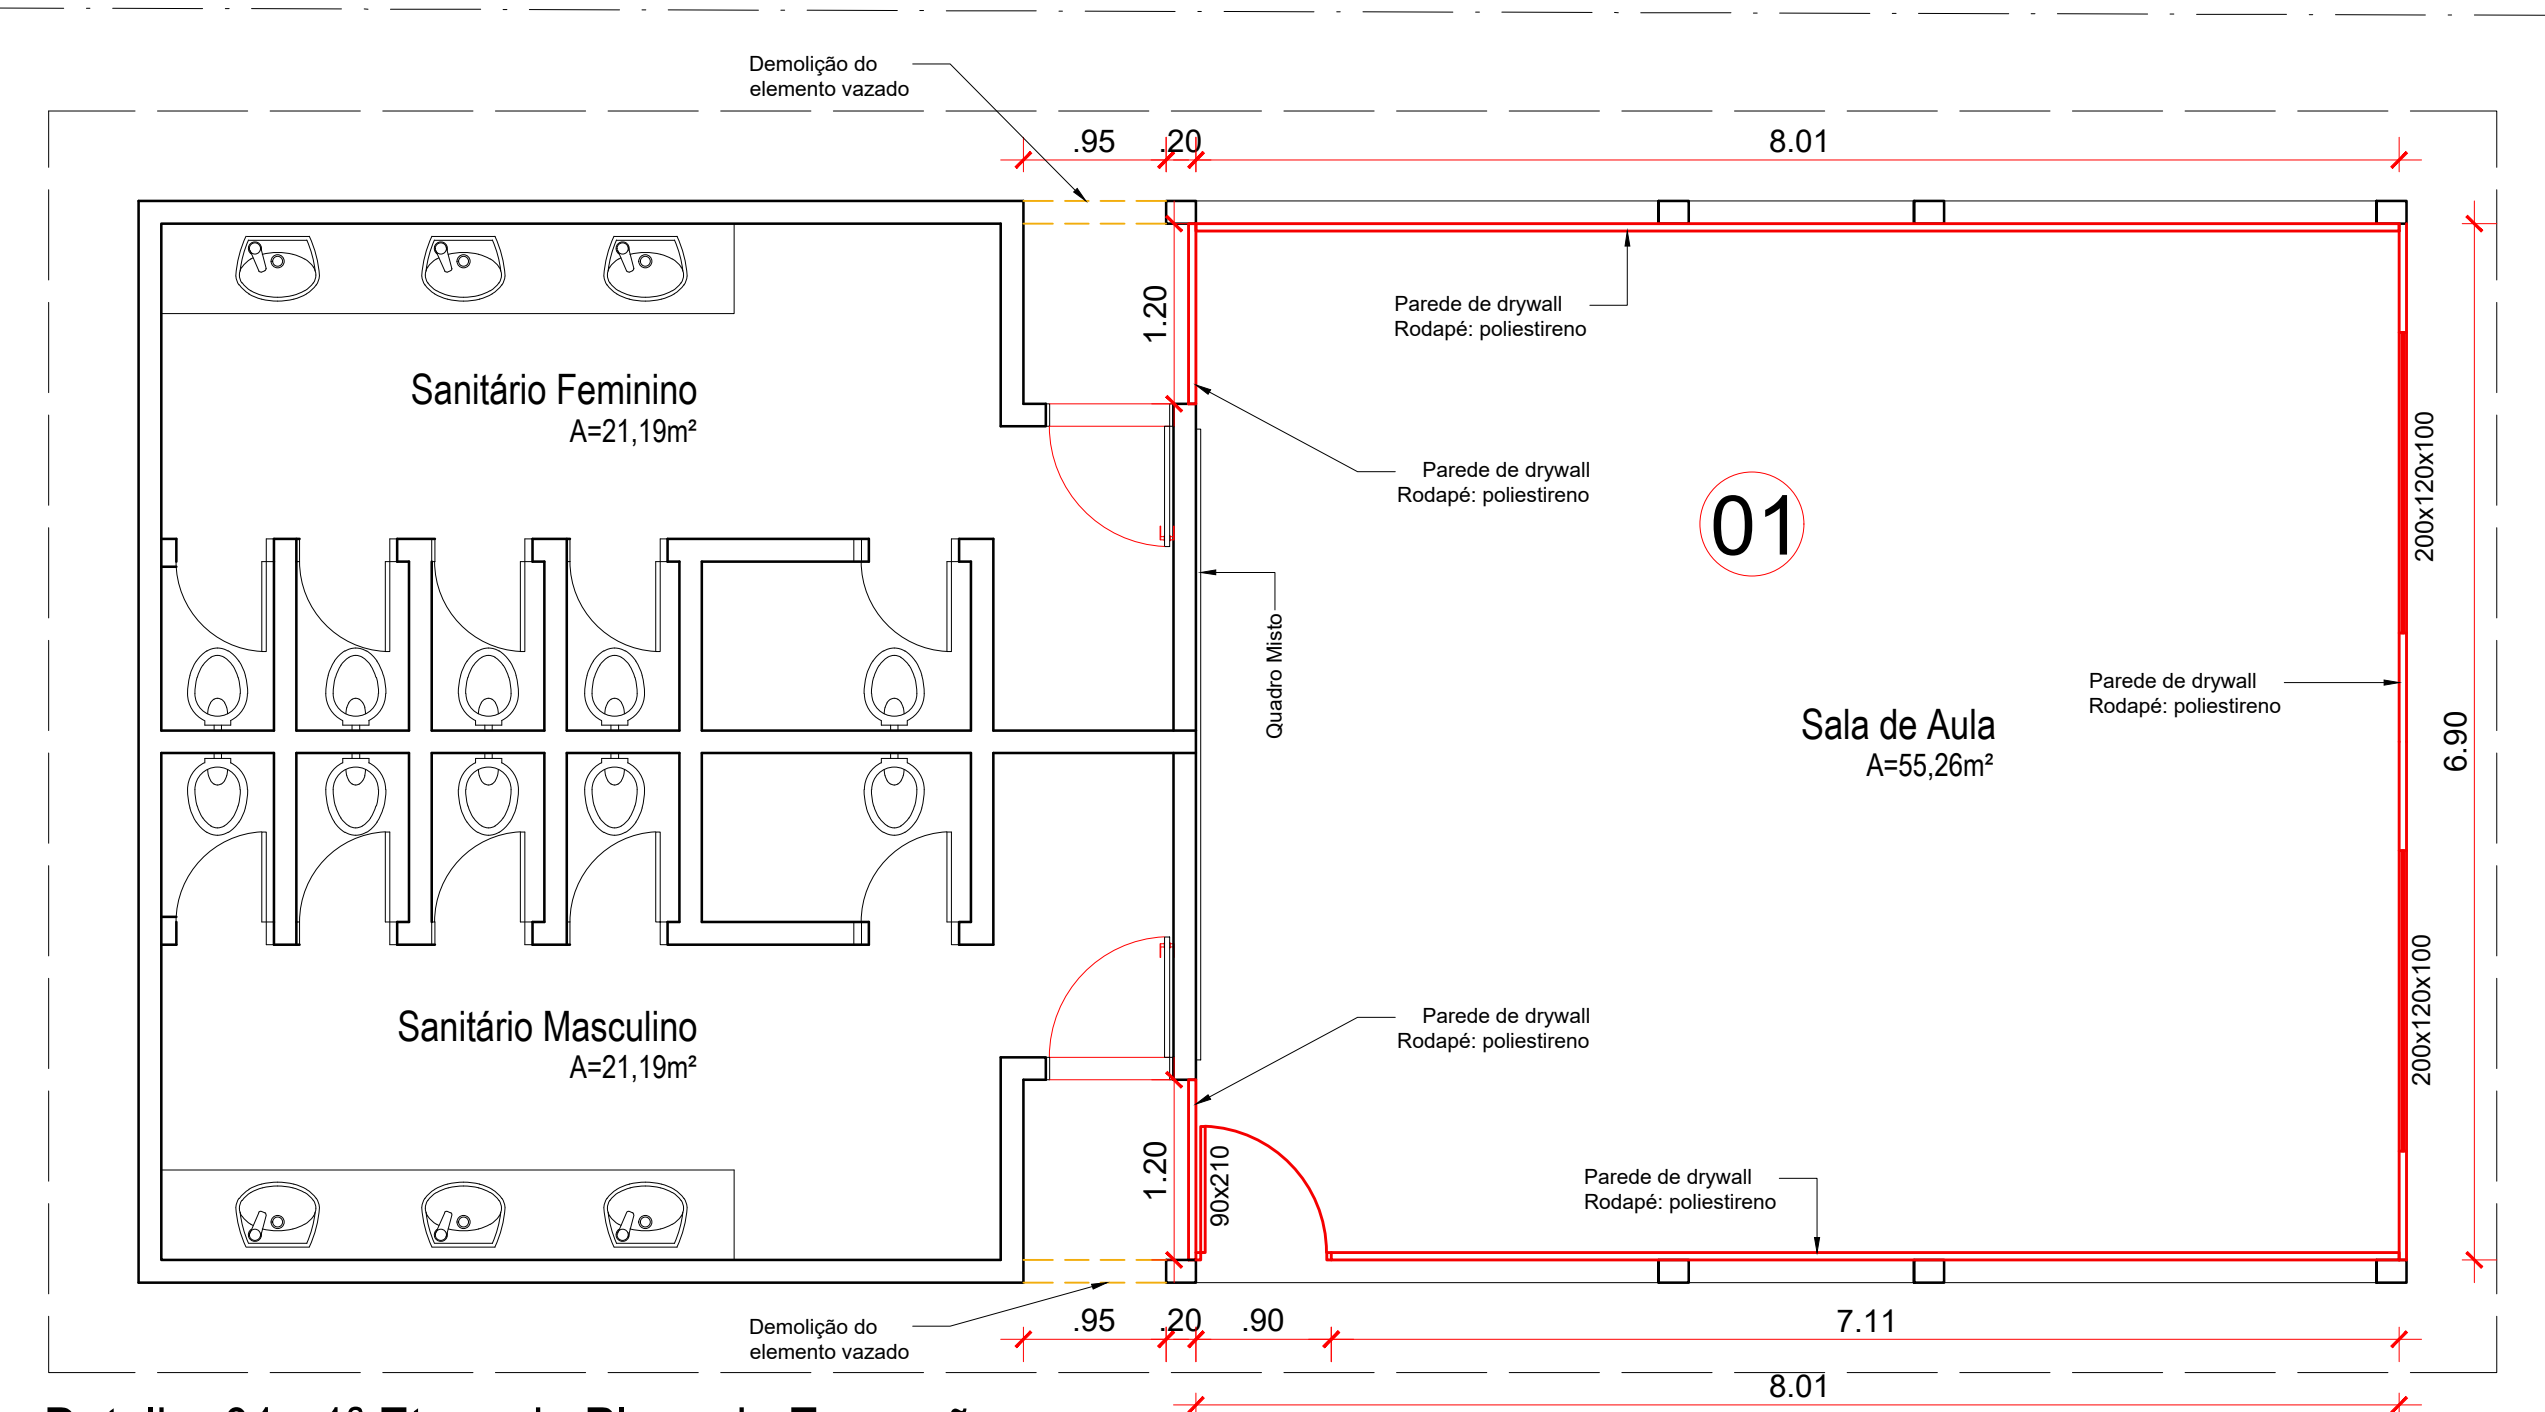 Demolição do
elemento vazado
.95
.20
8.01
1.20
Parede de drywall
Rodapé: poliestireno
Sanitário Feminino
A=21,19m²
Parede de drywall
Rodapé: poliestireno
01
200x120x100
Quadro Misto
Parede de drywall
Rodapé: poliestireno
Sala de Aula
A=55,26m²
6.90
Sanitário Masculino
A=21,19m²
Parede de drywall
Rodapé: poliestireno
200x120x100
1.20
90x210
Parede de drywall
Rodapé: poliestireno
Demolição do
elemento vazado
.95
.20
.90
7.11
8.01